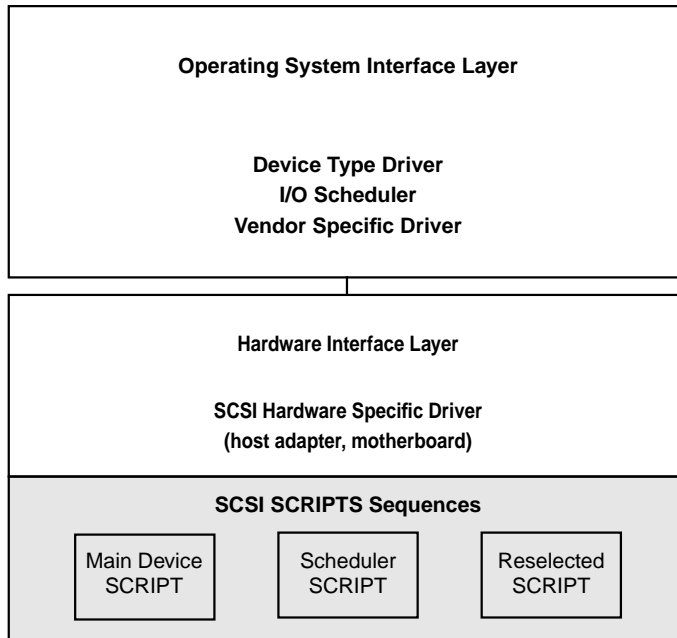 Operating System Interface Layer
Device Type Driver
I/O Scheduler
Vendor Specific Driver
Hardware Interface Layer
SCSI Hardware Specific Driver
(host adapter, motherboard)
SCSI SCRIPTS Sequences
Main Device
SCRIPT
Scheduler
SCRIPT
Reselected
SCRIPT